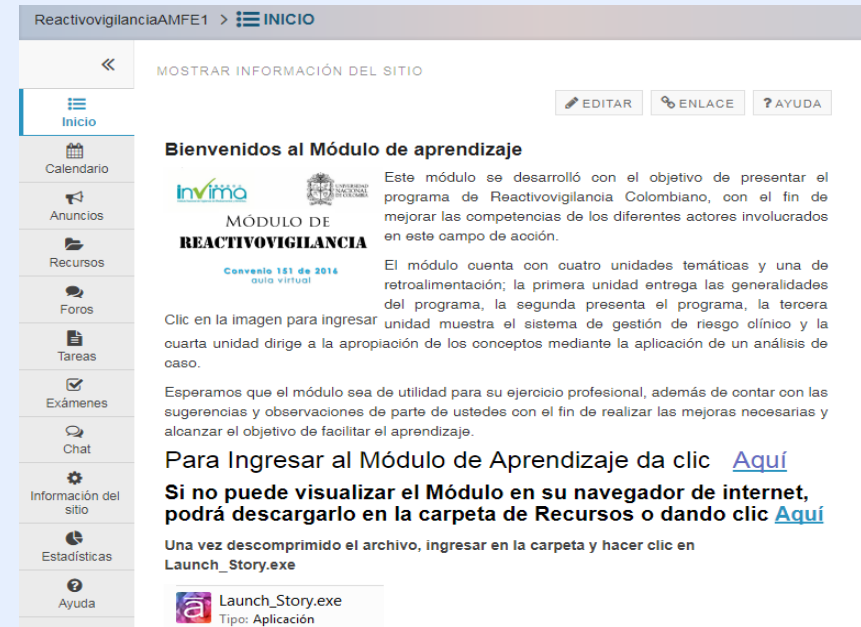 ReactivovigilanciaAMFE1 > INICIO
«
MOSTRAR INFORMACIÓN DEL SITIO
EDITAR
ENLACE
? AYUDA
Inicio
Calendario
Anuncios
Recursos
Foros
Tareas
Exámenes
Chat
Información del
sitio
Estadísticas
Ayuda
Bienvenidos al Módulo de aprendizaje
invima
UNIVERSIDAD
NACIONAL
DE COLOMBIA
MÓDULO DE
REACTIVOVIGILANCIA
Convenio 151 de 2016
aula virtual
Clic en la imagen para ingresar
Este módulo se desarrolló con el objetivo de presentar el
programa de Reactivovigilancia Colombiano, con el fin de
mejorar las competencias de los diferentes actores involucrados
en este campo de acción.
El módulo cuenta con cuatro unidades temáticas y una de
retroalimentación; la primera unidad entrega las generalidades
del programa, la segunda presenta el programa, la tercera
unidad muestra el sistema de gestión de riesgo clínico y la
cuarta unidad dirige a la apropiación de los conceptos mediante la aplicación de un análisis de
caso.
Esperamos que el módulo sea de utilidad para su ejercicio profesional, además de contar con las
sugerencias y observaciones de parte de ustedes con el fin de realizar las mejoras necesarias y
alcanzar el objetivo de facilitar el aprendizaje.
Para Ingresar al Módulo de Aprendizaje da clic Aquí
Si no puede visualizar el Módulo en su navegador de internet,
podrá descargarlo en la carpeta de Recursos o dando clic Aquí
Una vez descomprimido el archivo, ingresar en la carpeta y hacer clic en
Launch_Story.exe
Launch_Story.exe
Tipo: Aplicación